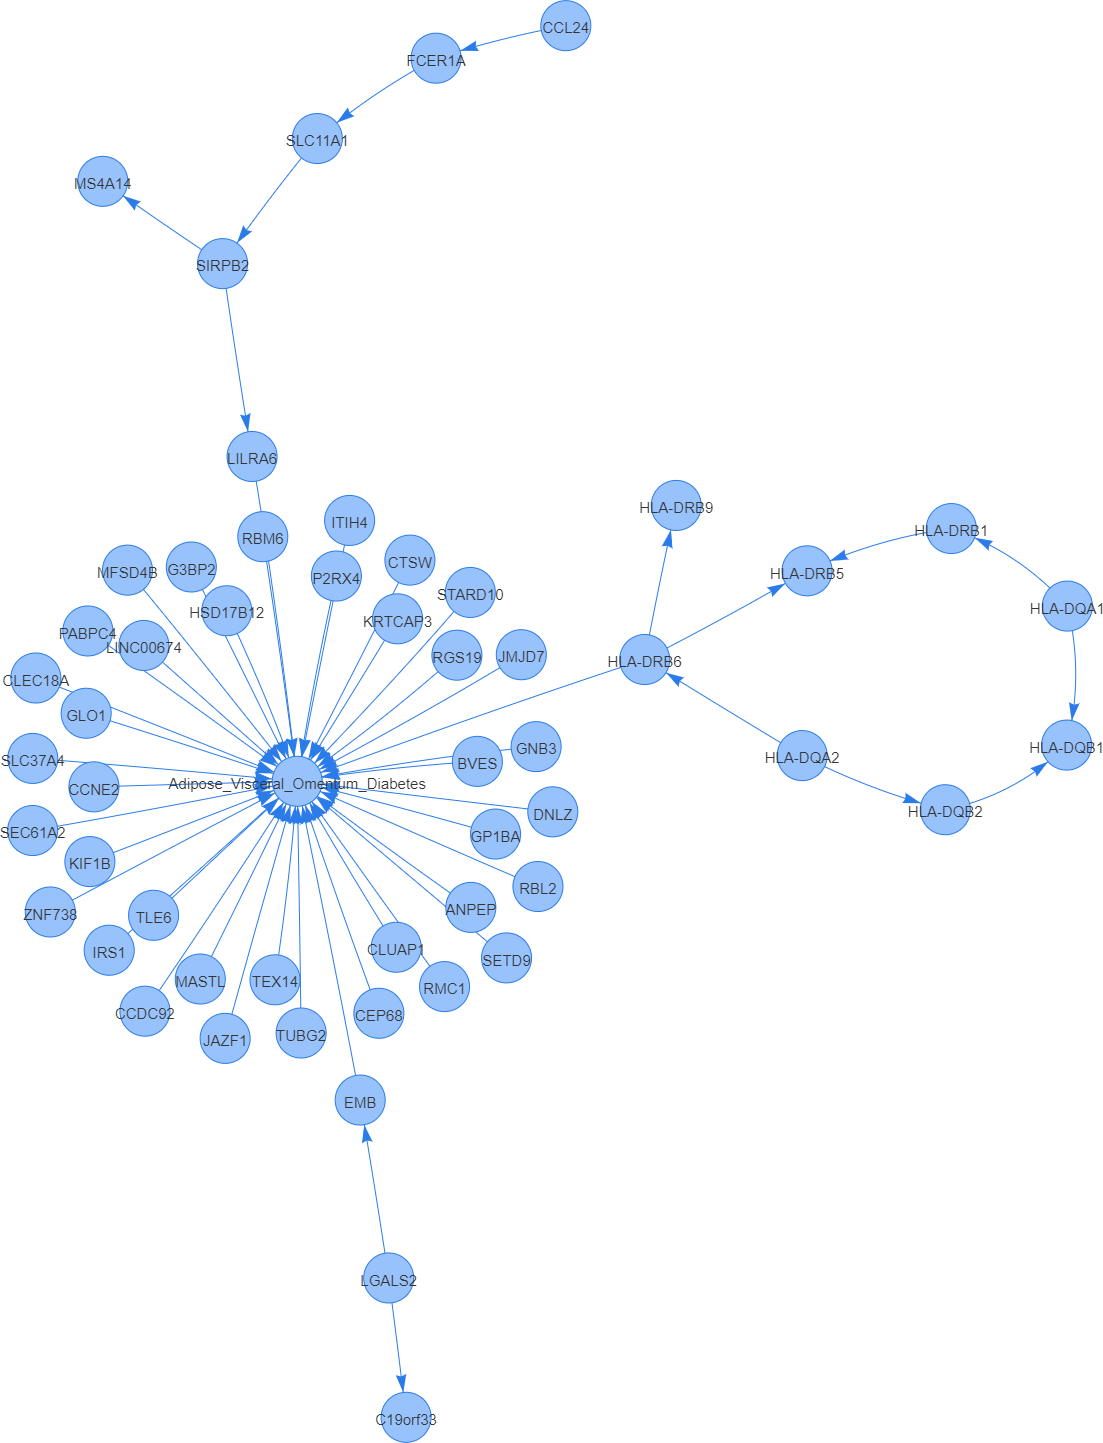 CCL24
FCER1A
SLC11A1
MS4A14
SIRPB2
LILRA6
HLA-DRB9
ITIH4
RBM6
HLA-DRB1
CTSW
G3BP2
MFSD4B
HLA-DRB5
P2RX4
STARD10
HLA-DQA1
HSD17B12
KRTCAP3
PABPC4
LINC00674
RGS19
JMJD7
HLA-DRB6
CLEC18A
GLO1
GNB3
HLA-DQB1
HLA-DQA2
SLC37A4
BVES
Adipose_Visceral_Omentum_Diabetes
CCNE2
HLA-DQB2
DNLZ
SEC61A2
GP1BA
KIF1B
RBL2
ANPEP
ZNF738
TLE6
CLUAP1
IRS1
SETD9
MASTL
TEX14
RMC1
CCDC92
CEP68
TUBG2
JAZF1
EMB
LGALS2
C19orf33